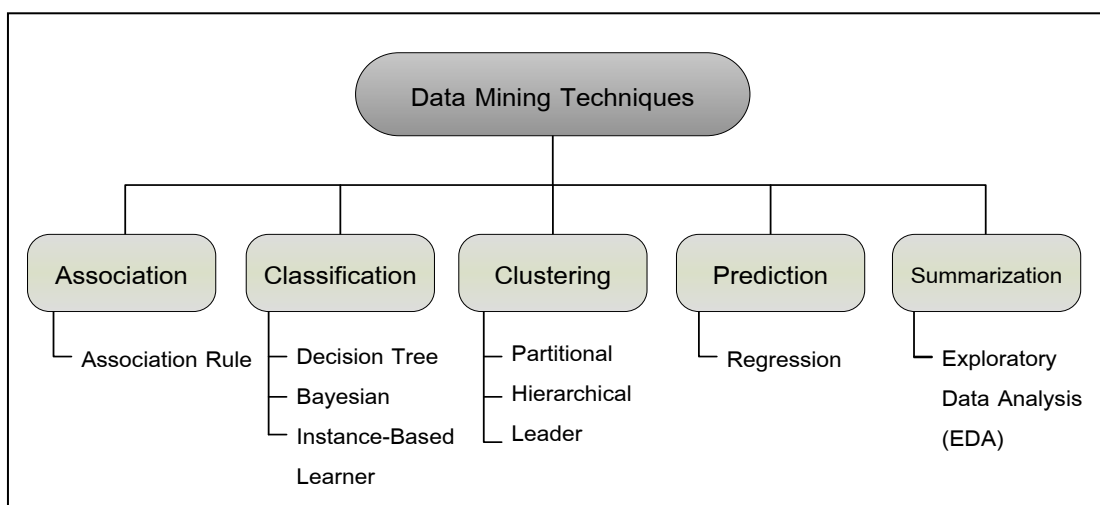 Data Mining Techniques
Association
Classification
Clustering
Prediction
Summarization
Association Rule
Decision Tree
Bayesian
Instance-Based
Learner
Partitional
Hierarchical
Leader
Regression
Exploratory
Data Analysis
(EDA)